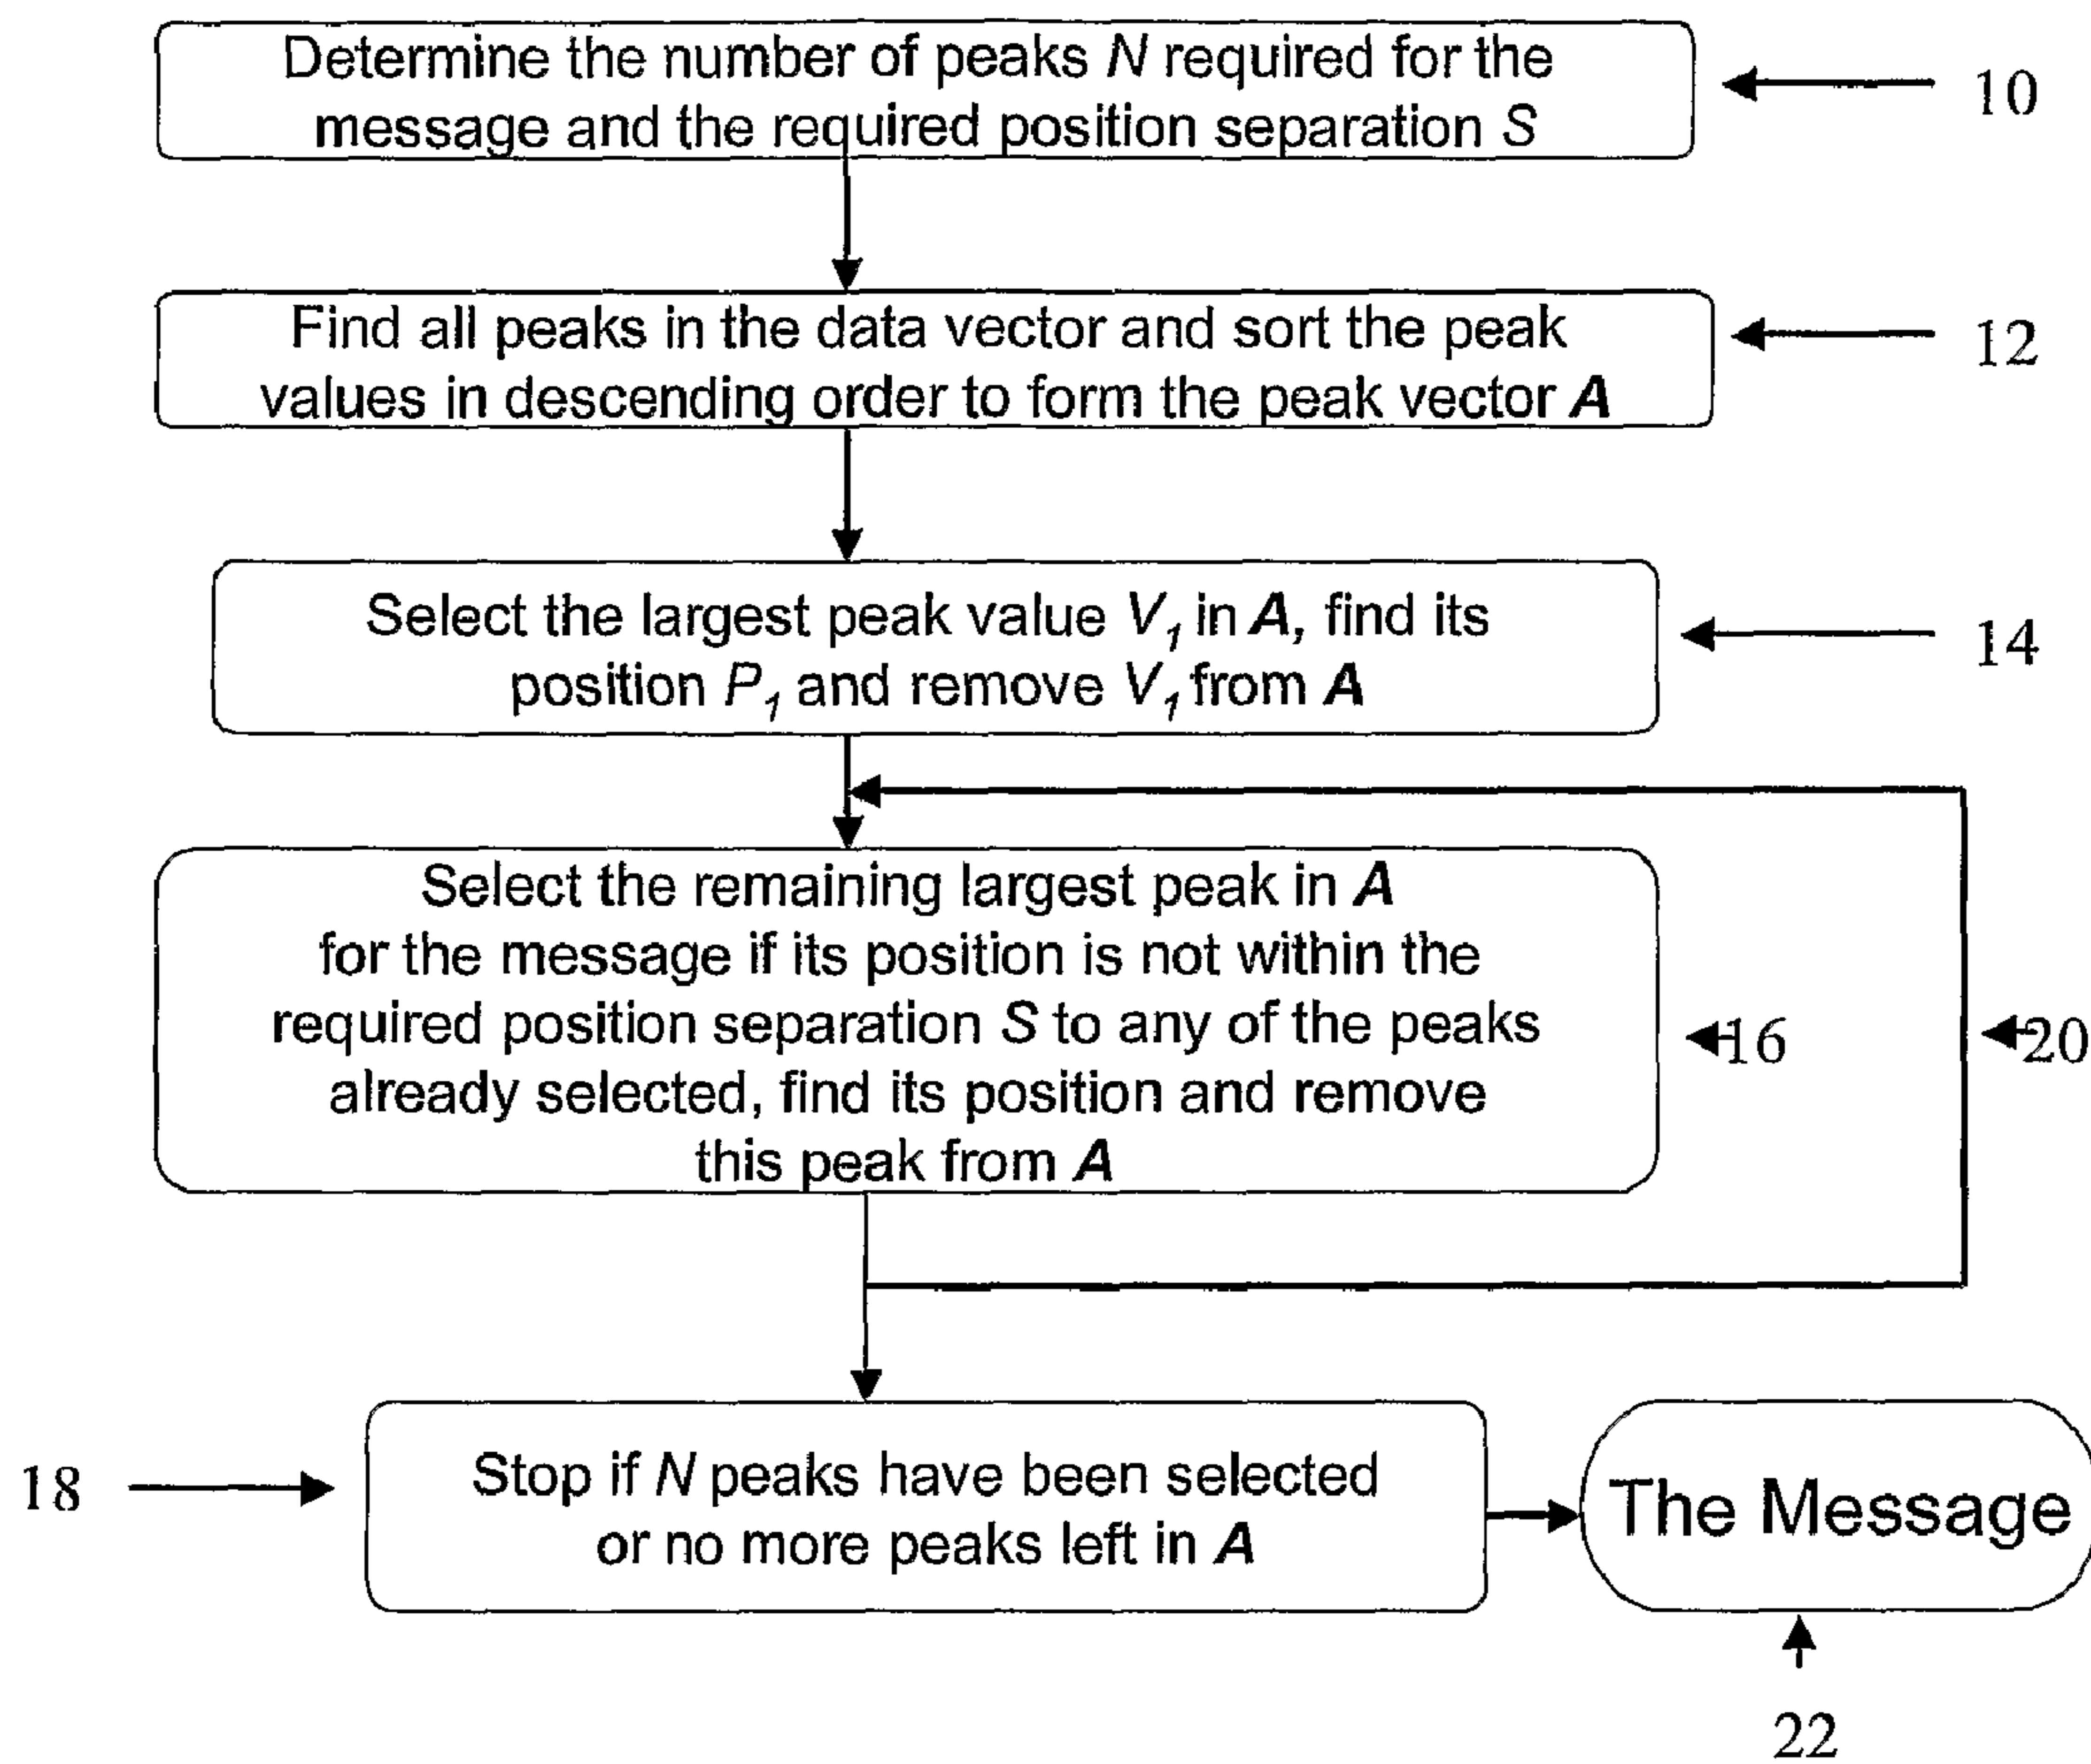 Determine the number of peaks N required for the
message and the required position separation S
10
Find all peaks in the data vector and sort the peak
values in descending order to form the peak vector A
12
Select the largest peak value V1 in A, find its
position P1 and remove V1 from A
14
Select the remaining largest peak in A
for the message if its position is not within the
required position separation S to any of the peaks
already selected, find its position and remove
this peak from A
16
20
18
Stop if N peaks have been selected
or no more peaks left in A
The Message
22